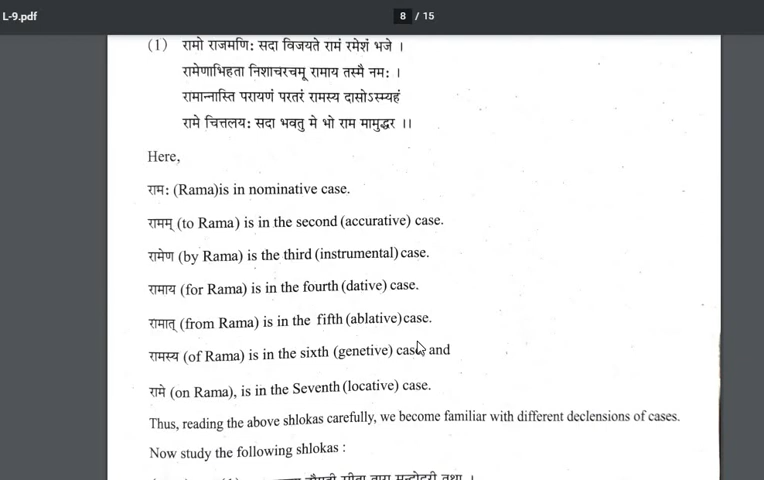 L-9.pdf
8 / 15
(1) रामो राजमणिः सदा विजयते रामं रमेशं भजे ।
रामेणाभिहता निशाचरचमू रामाय तस्मै नमः ।
रामान्नास्ति परायणं परतरं रामस्य दासोऽस्म्यहं
रामे चित्तलयः सदा भवतु मे भो राम मामुद्धर ।।
Here,
रामः (Rama)is in nominative case.
रामम् (to Rama) is in the second (accurative) case.
रामेण (by Rama) is the third (instrumental) case.
रामाय (for Rama) is in the fourth (dative) case.
रामात् (from Rama) is in the fifth (ablative) case.
रामस्य (of Rama) is in the sixth (genetive) case and
रामे (on Rama), is in the Seventh (locative) case.
Thus, reading the above shlokas carefully, we become familiar with different declensions of cases.
Now study the following shlokas :